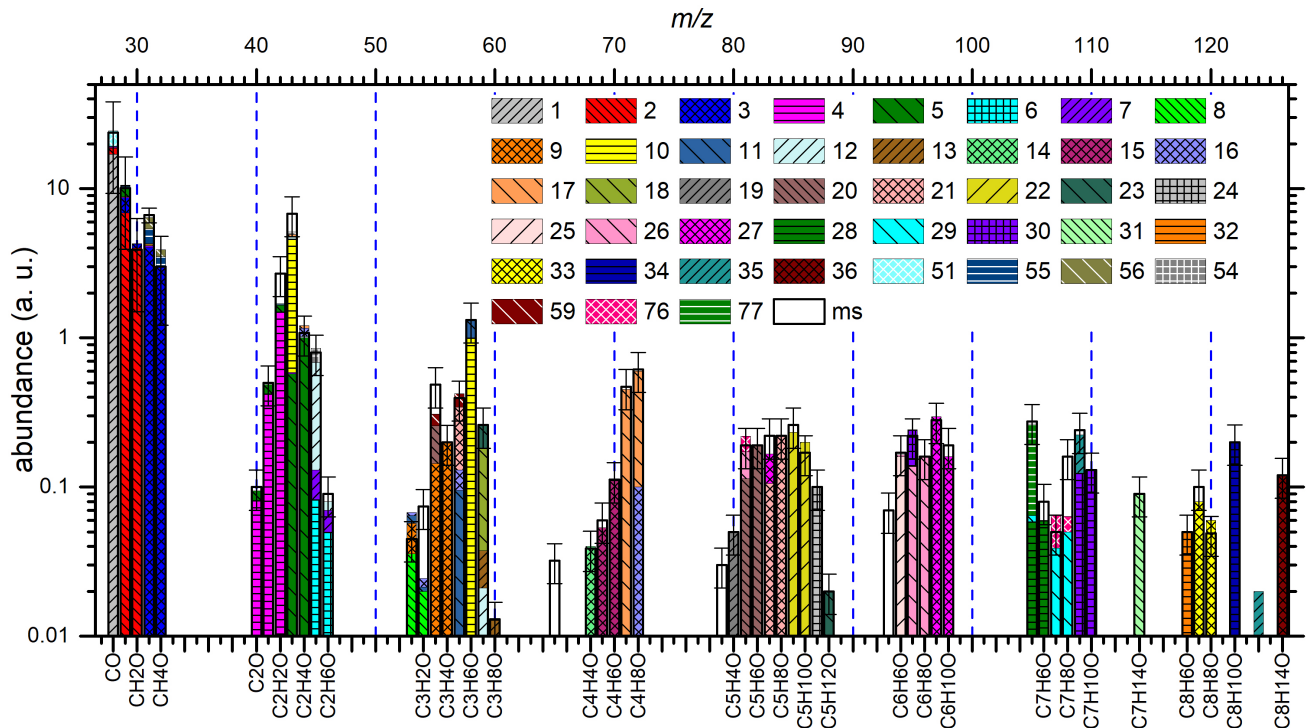 m/z
30 40 50 60 70 80 90 100 110 120
1 2 3 4 5 6 7 8
9 10 11 12 13 14 15 16
17 18 19 20 21 22 23 24
25 26 27 28 29 30 31 32
33 34 35 36 51 55 56 54
59 76 77 ms
abundance (a. u.)
10
1
0.1
0.01
CO CH2O CH4O C2O C2H2O C2H4O C2H6O C3H2O C3H4O C3H6O C3H8O C4H4O C4H6O C4H8O C5H4O C5H6O C5H8O C5H10O C5H12O C6H6O C6H8O C6H10O C7H6O C7H8O C7H10O C7H14O C8H6O C8H8O C8H10O C8H14O